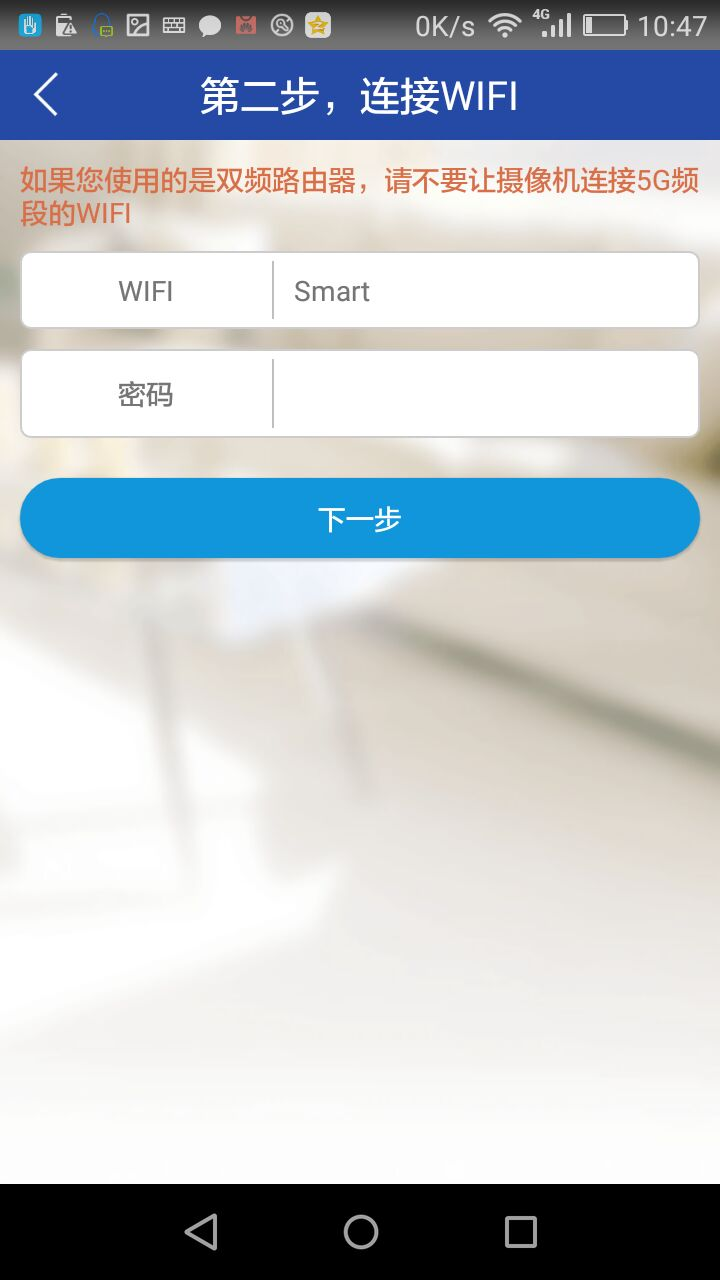 0K/s 4G 10:47
第二步，连接WIFI
如果您使用的是双频路由器，请不要让摄像机连接5G频
段的WIFI
WIFI Smart
密码
下一步